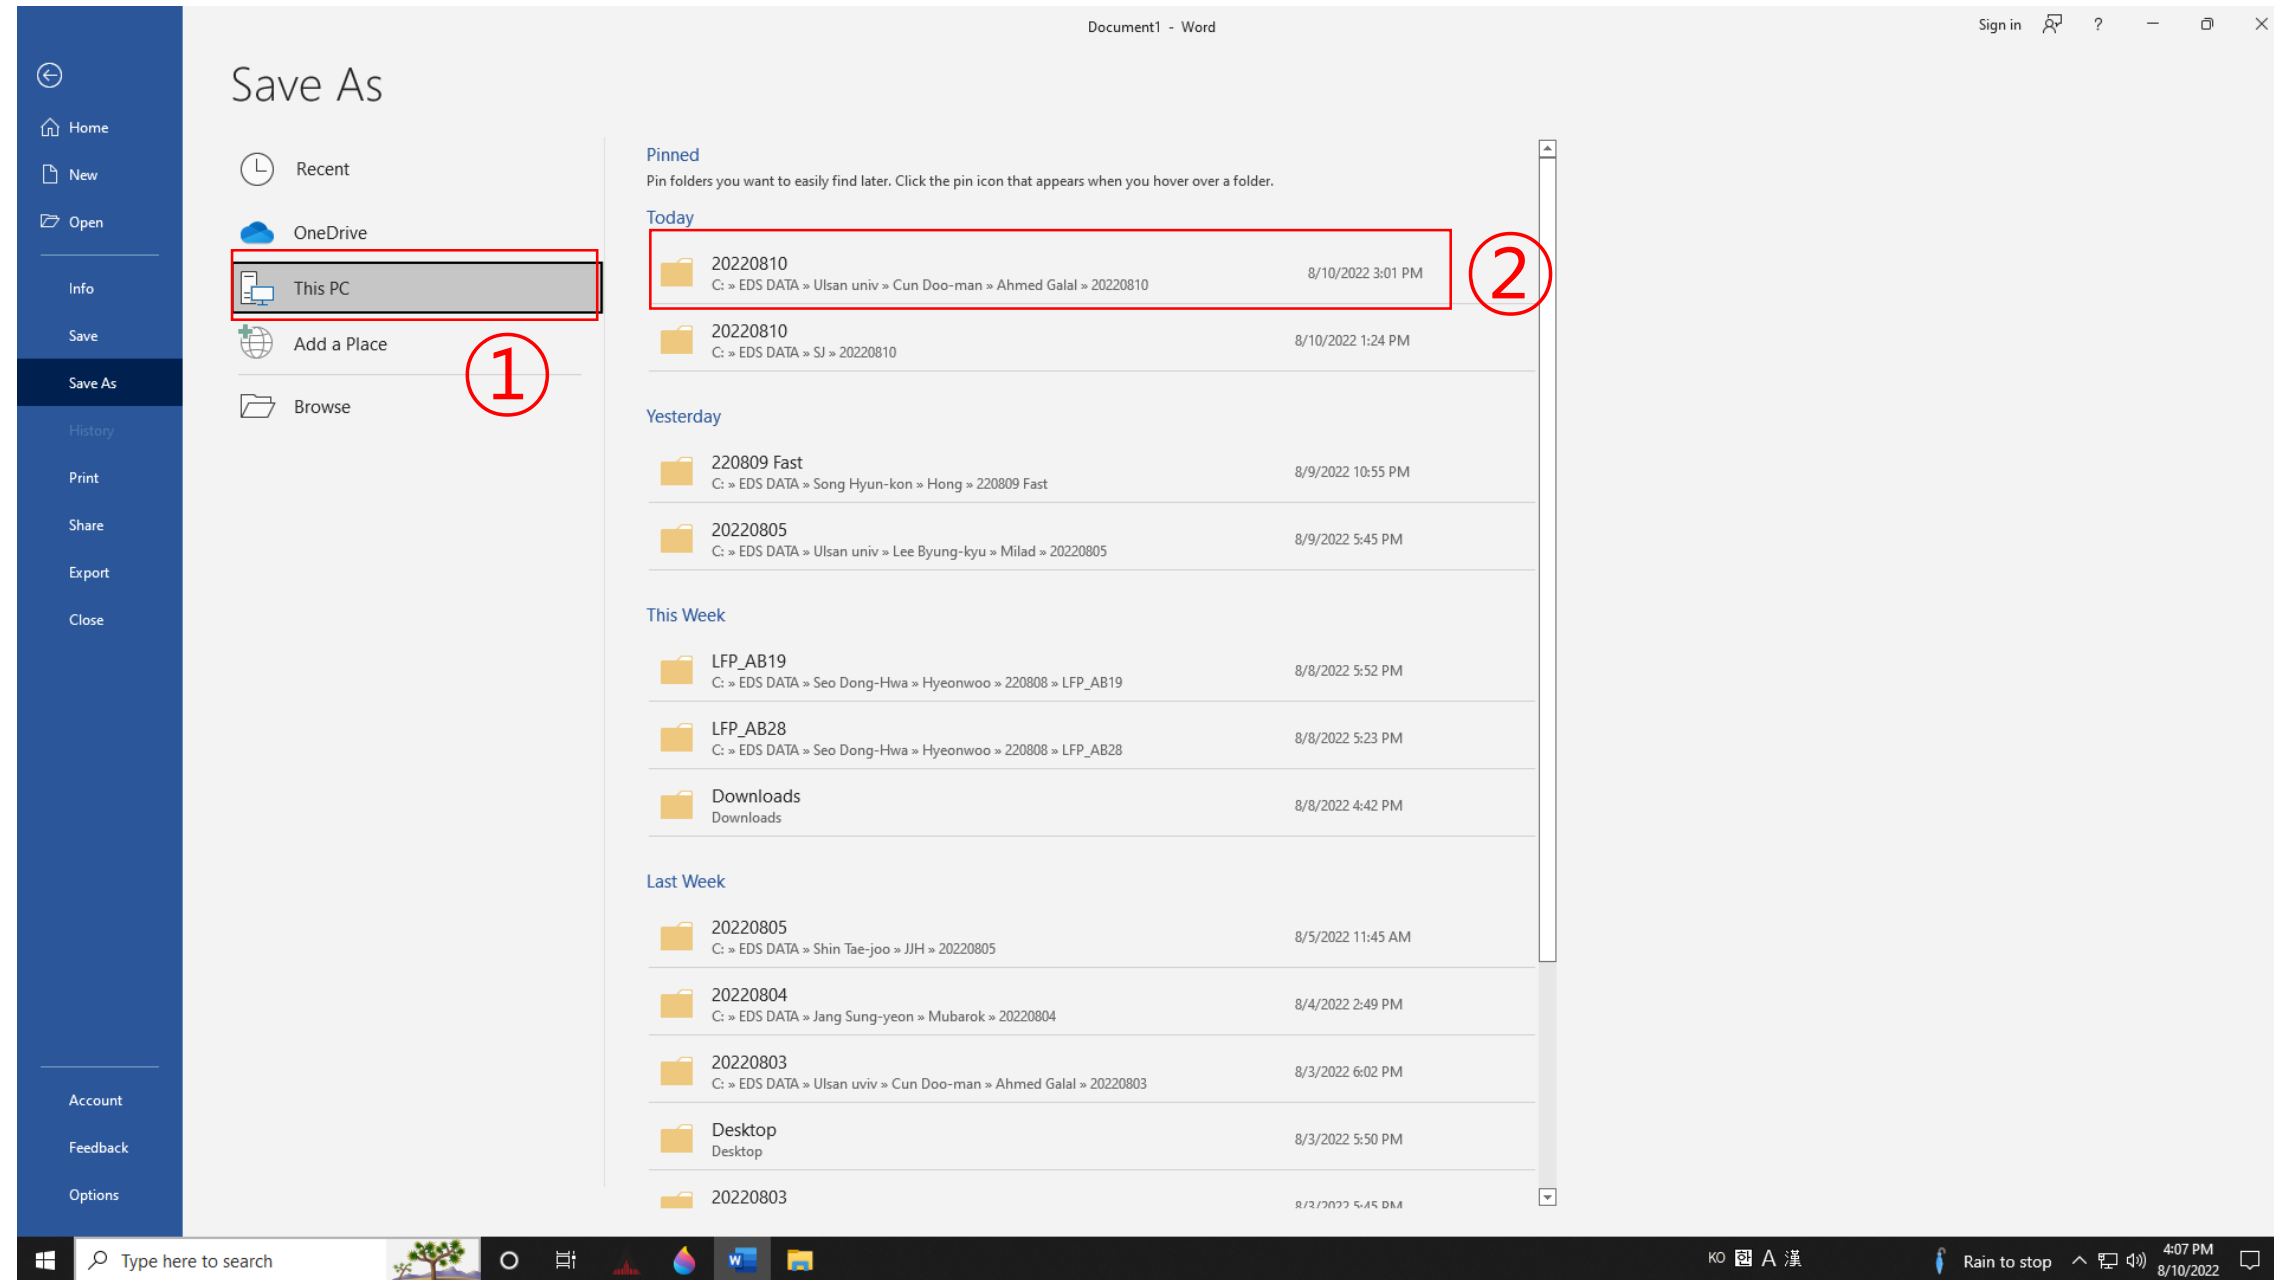 Document1 - Word
Sign in
?
Save As
Home
New
Open
Info
Save
Save As
History
Print
Share
Export
Close
Account
Feedback
Options
Recent
OneDrive
This PC
Add a Place
Browse
①
Pinned
Pin folders you want to easily find later. Click the pin icon that appears when you hover over a folder.
Today
20220810
C: » EDS DATA » Ulsan univ » Cun Doo-man » Ahmed Galal » 20220810
8/10/2022 3:01 PM
②
20220810
C: » EDS DATA » SJ » 20220810
8/10/2022 1:24 PM
Yesterday
220809 Fast
C: » EDS DATA » Song Hyun-kon » Hong » 220809 Fast
8/9/2022 10:55 PM
20220805
C: » EDS DATA » Ulsan univ » Lee Byung-kyu » Milad » 20220805
8/9/2022 5:45 PM
This Week
LFP_AB19
C: » EDS DATA » Seo Dong-Hwa » Hyeonwoo » 220808 » LFP_AB19
8/8/2022 5:52 PM
LFP_AB28
C: » EDS DATA » Seo Dong-Hwa » Hyeonwoo » 220808 » LFP_AB28
8/8/2022 5:23 PM
Downloads
Downloads
8/8/2022 4:42 PM
Last Week
20220805
C: » EDS DATA » Shin Tae-joo » JJH » 20220805
8/5/2022 11:45 AM
20220804
C: » EDS DATA » Jang Sung-yeon » Mubarok » 20220804
8/4/2022 2:49 PM
20220803
C: » EDS DATA » Ulsan uviv » Cun Doo-man » Ahmed Galal » 20220803
8/3/2022 6:02 PM
Desktop
Desktop
8/3/2022 5:50 PM
20220803
8/3/2022 5:45 PM
Type here to search
W
KO 한 A 漢
Rain to stop
4:07 PM
8/10/2022